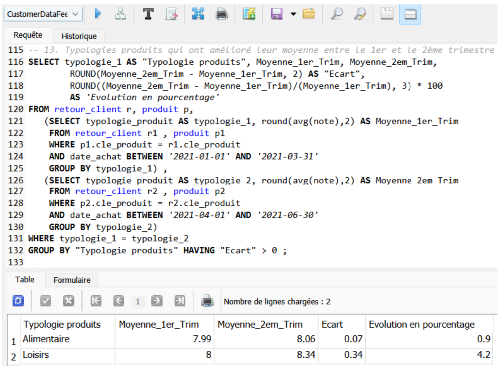 CustomerDataFee
Requête Historique
115 -- 13. Typologies produits qui ont amélioré leur moyenne entre le 1er et le 2ème trimestre
116 SELECT typologie_1 AS "Typologie produits", Moyenne_1er_Trim, Moyenne_2em_Trim,
117 ROUND(Moyenne_2em_Trim - Moyenne_1er_Trim, 2) AS "Ecart",
118 ROUND((Moyenne_2em_Trim - Moyenne_1er_Trim)/(Moyenne_1er_Trim), 3) * 100
119 AS 'Evolution en pourcentage'
120 FROM retour_client r, produit p,
121 (SELECT typologie_produit AS typologie_1, round(avg(note),2) AS Moyenne_1er_Trim
122 FROM retour_client r1 , produit p1
123 WHERE p1.cle_produit = r1.cle_produit
124 AND date_achat BETWEEN '2021-01-01' AND '2021-03-31'
125 GROUP BY typologie_1) ,
126 (SELECT typologie_produit AS typologie_2, round(avg(note),2) AS Moyenne_2em_Trim
127 FROM retour_client r2 , produit p2
128 WHERE p2.cle_produit = r2.cle_produit
129 AND date_achat BETWEEN '2021-04-01' AND '2021-06-30'
130 GROUP BY typologie_2)
131 WHERE typologie_1 = typologie_2
132 GROUP BY "Typologie produits" HAVING "Ecart" > 0 ;
133
Table Formulaire
1 Nombre de lignes chargées : 2
Typologie produits Moyenne_1er_Trim Moyenne_2em_Trim Ecart Evolution en pourcentage
1 Alimentaire 7.99 8.06 0.07 0.9
2 Loisirs 8 8.34 0.34 4.2